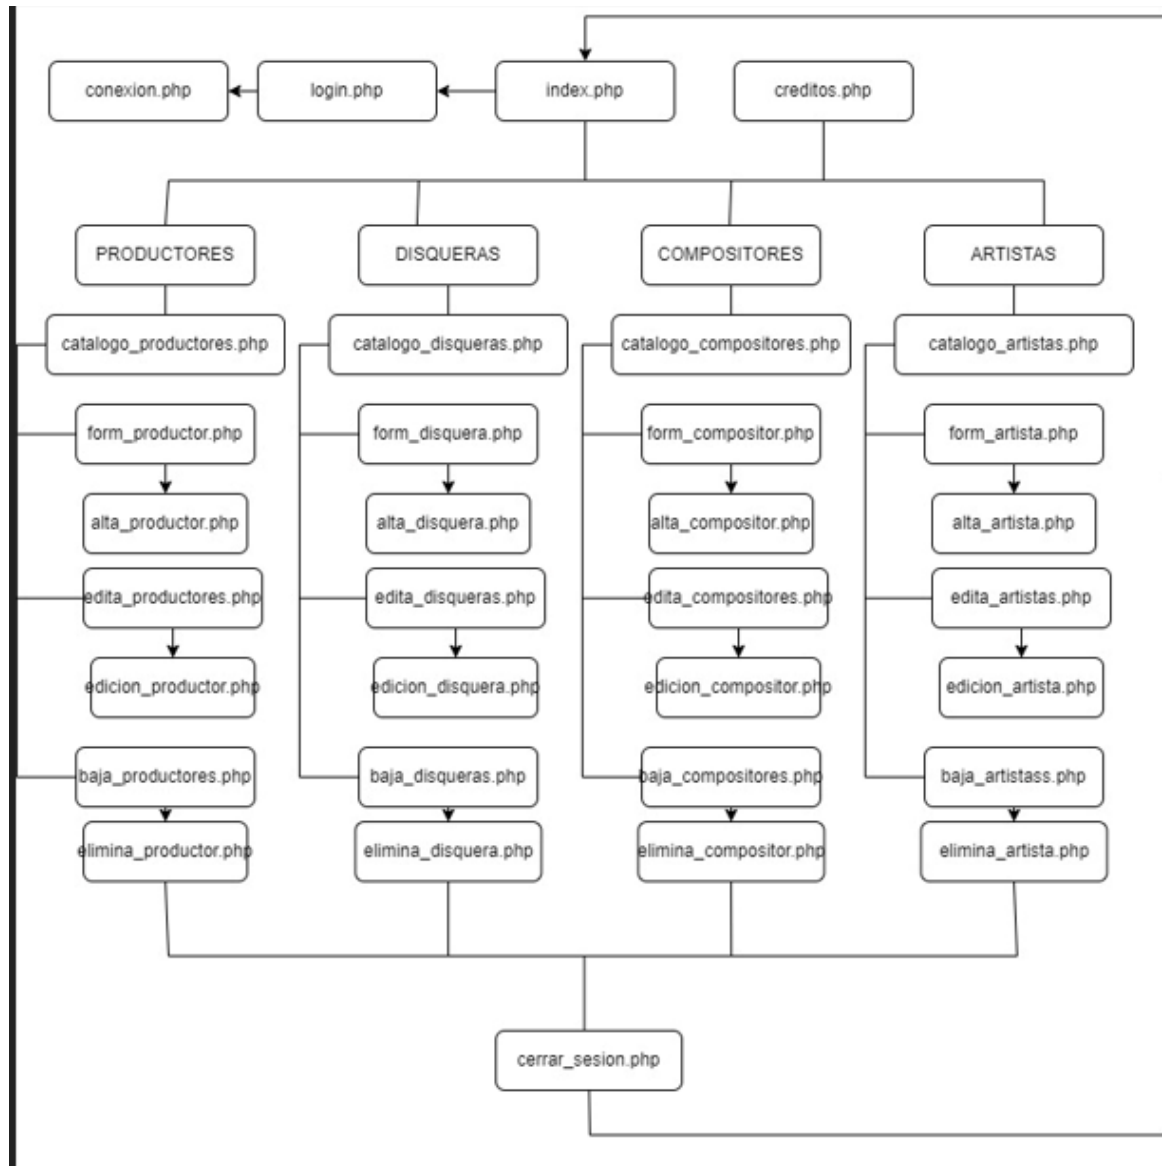 conexion.php
login.php
index.php
creditos.php
PRODUCTORES
DISQUERAS
COMPOSITORES
ARTISTAS
catalogo_productores.php
catalogo_disqueras.php
catalogo_compositores.php
catalogo_artistas.php
form_productor.php
form_disquera.php
form_compositor.php
form_artista.php
alta_productor.php
alta_disquera.php
alta_compositor.php
alta_artista.php
edita_productores.php
edita_disqueras.php
edita_compositores.php
edita_artistas.php
edicion_productor.php
edicion_disquera.php
edicion_compositor.php
edicion_artista.php
baja_productores.php
baja_disqueras.php
baja_compositores.php
baja_artistass.php
elimina_productor.php
elimina_disquera.php
elimina_compositor.php
elimina_artista.php
cerrar_sesion.php